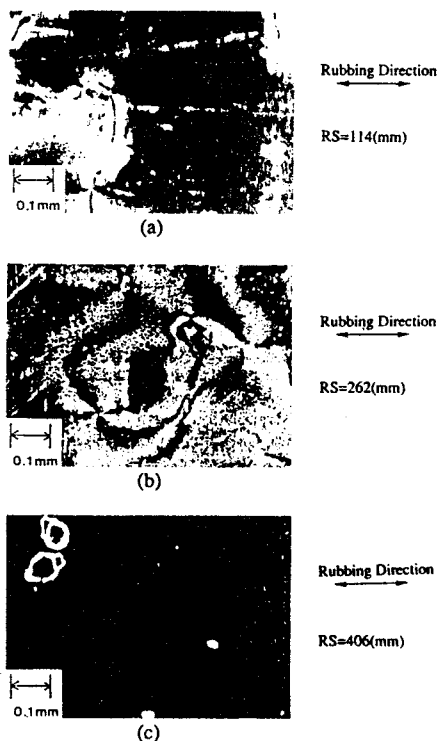 Rubbing Direction
RS=114(mm)
0.1mm
(a)
Rubbing Direction
RS=262(mm)
0.1mm
(b)
Rubbing Direction
RS=406(mm)
0.1mm
(c)